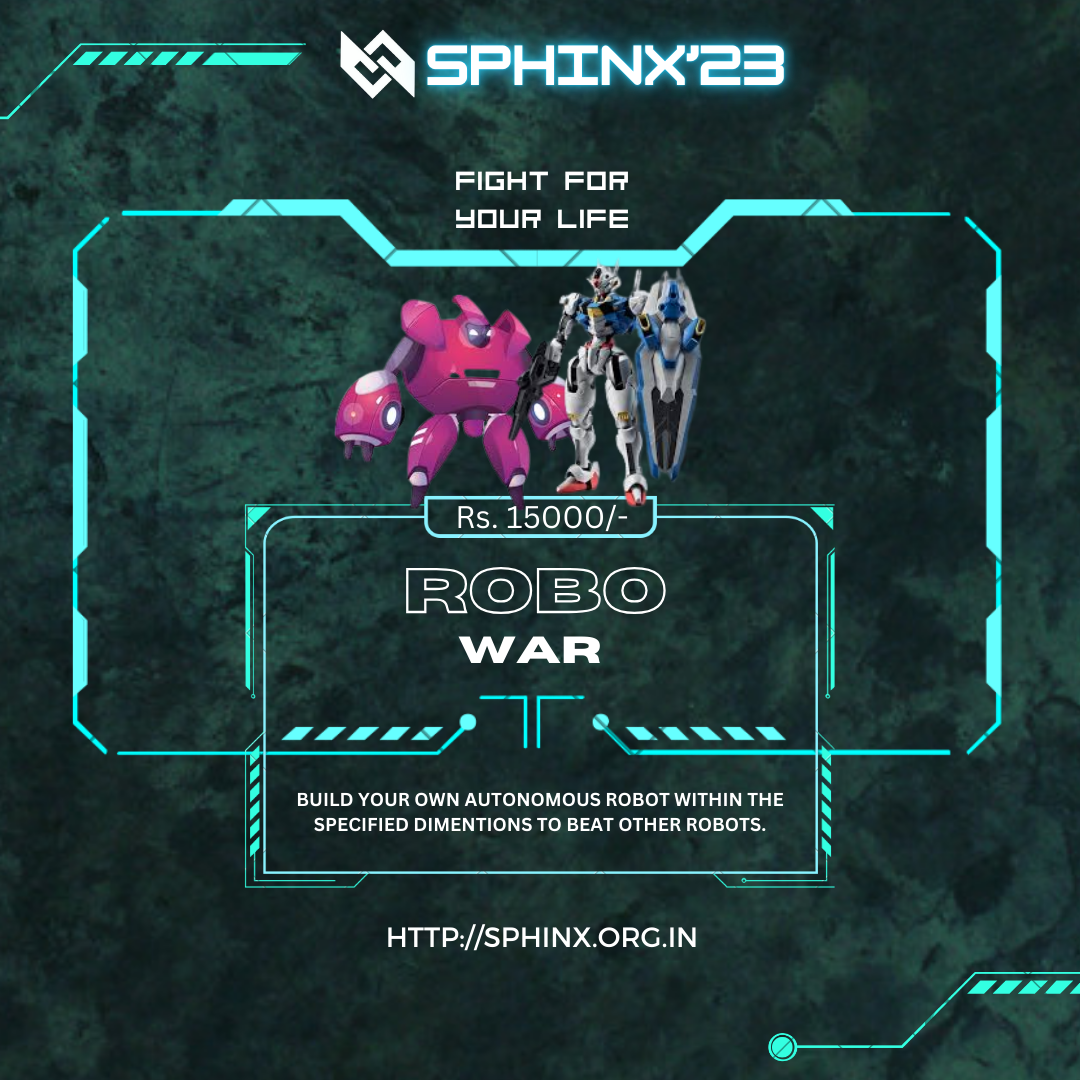 SPHINX'23
FIGHT FOR
YOUR LIFE
Rs. 15000/-
ROBO
WAR
BUILD YOUR OWN AUTONOMOUS ROBOT WITHIN THE
SPECIFIED DIMENTIONS TO BEAT OTHER ROBOTS.
HTTP://SPHINX.ORG.IN